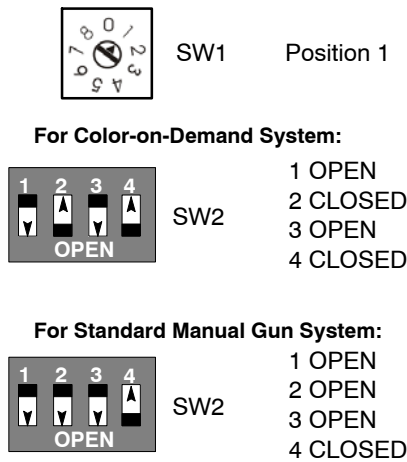 0 1 2 3 4 5 6 7 8
SW1 Position 1
For Color-on-Demand System:
1 2 3 4
OPEN
SW2
1 OPEN
2 CLOSED
3 OPEN
4 CLOSED
For Standard Manual Gun System:
1 2 3 4
OPEN
SW2
1 OPEN
2 OPEN
3 OPEN
4 CLOSED